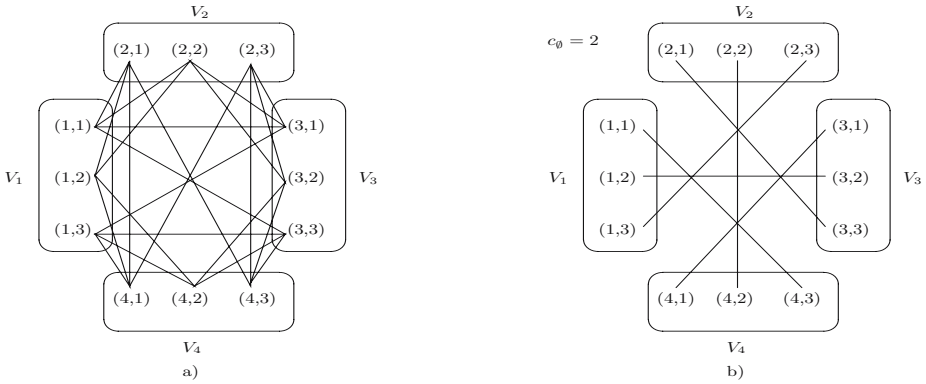 V₂
(2,1) (2,2) (2,3)
(1,1)
(1,2)
(1,3)
V₁
(3,1)
(3,2)
(3,3)
V₃
(4,1) (4,2) (4,3)
V₄
a)
c∅ = 2
V₂
(2,1) (2,2) (2,3)
(1,1)
(1,2)
(1,3)
V₁
(3,1)
(3,2)
(3,3)
V₃
(4,1) (4,2) (4,3)
V₄
b)